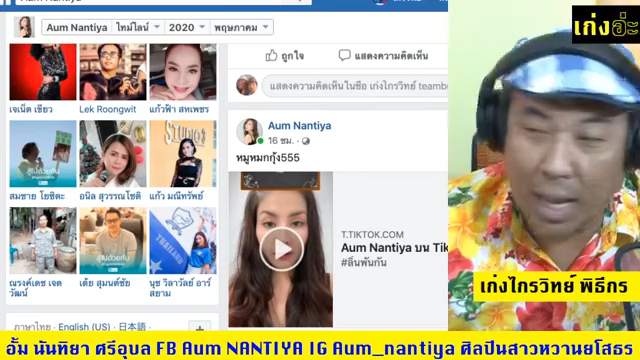 Aum Nantiya
เก่งอ่ะ
Aum Nantiya
ไทม์ไลน์
2020
พฤษภาคม
ถูกใจ
แสดงความคิดเห็น
แสดงความคิดเห็นในชื่อ เก่งไกรวิทย์
เจเน็ต เขียว
Lek Roongwit
แก้วฟ้า สหเพชร
Aum Nantiya
16 ชม.
หมูหมกกุ้ง555
สมชาย โยชิตะ
อนิล สุวรรณโชติ
แก้ว มณีทรัพย์
T.TIKTOK.COM
Aum Nantiya บน Tik
#ลิ้นพันกัน
ณรงค์เดช เจดวัฒน์
เต้ย สุมนต์ชัย
นุช วิลาวัลย์ อาร์สยาม
เก่งไกรวิทย์ พิธีกร
ภาษาไทย · English (US) · 日本語 ·
อั้ม นันทิยา ศรีอุบล FB Aum NANTIYA IG Aum_nantiya ศิลปินสาวหวานยโสธร